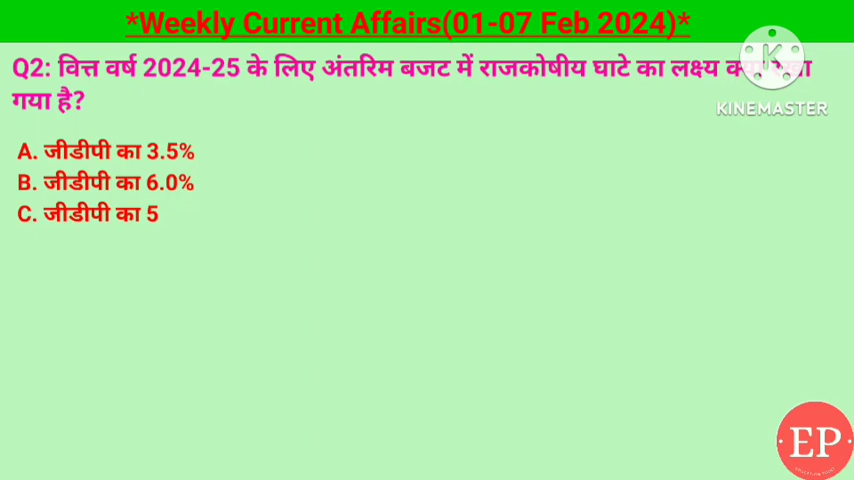 *Weekly Current Affairs(01-07 Feb 2024)*
Q2: वित्त वर्ष 2024-25 के लिए अंतरिम बजट में राजकोषीय घाटे का लक्ष्य
गया है?
A. जीडीपी का 3.5%
B. जीडीपी का 6.0%
C. जीडीपी का 5
K
KINEMASTER
EP